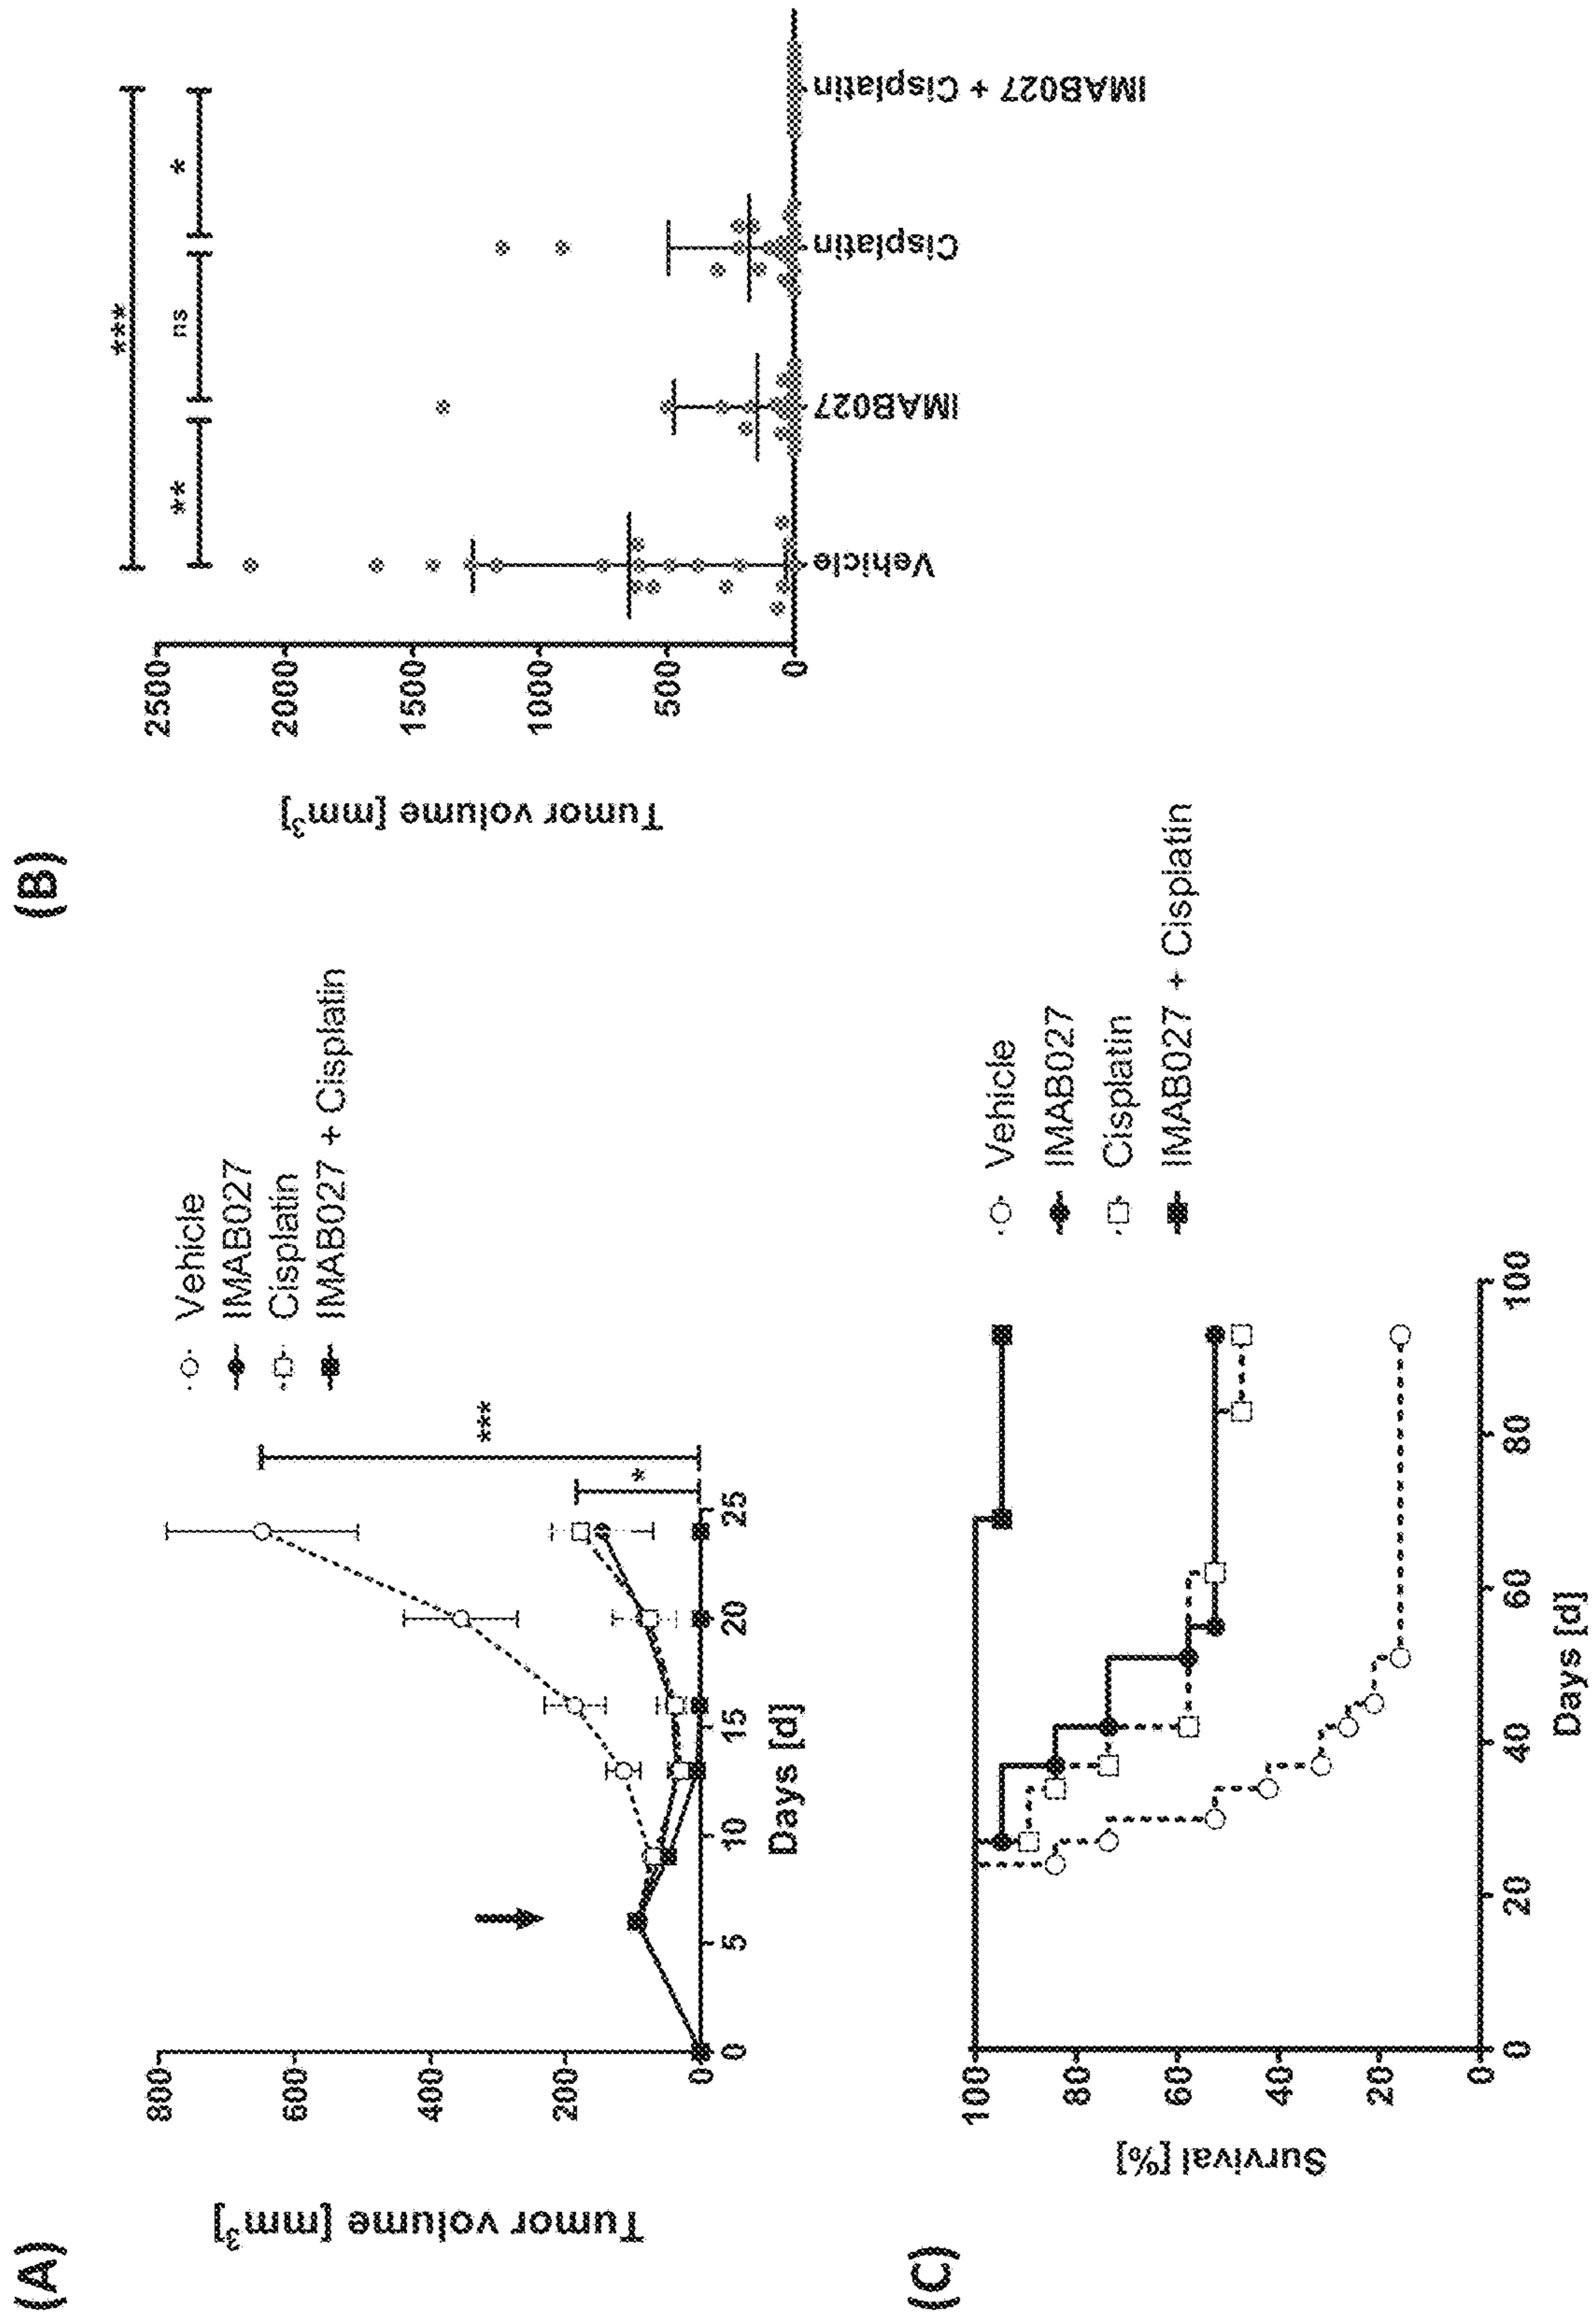 (A)
Tumor volume [mm3]
800
600
400
200
0
***
*
0
5
10
15
20
25
Days [d]
Vehicle
IMAB027
Cisplatin
IMAB027 + Cisplatin
(B)
Tumor volume [mm3]
2500
2000
1500
1000
500
0
***
**
ns
*
Vehicle
IMAB027
Cisplatin
IMAB027 + Cisplatin
(C)
Survival [%]
100
80
60
40
20
0
0
20
40
60
80
100
Days [d]
Vehicle
IMAB027
Cisplatin
IMAB027 + Cisplatin